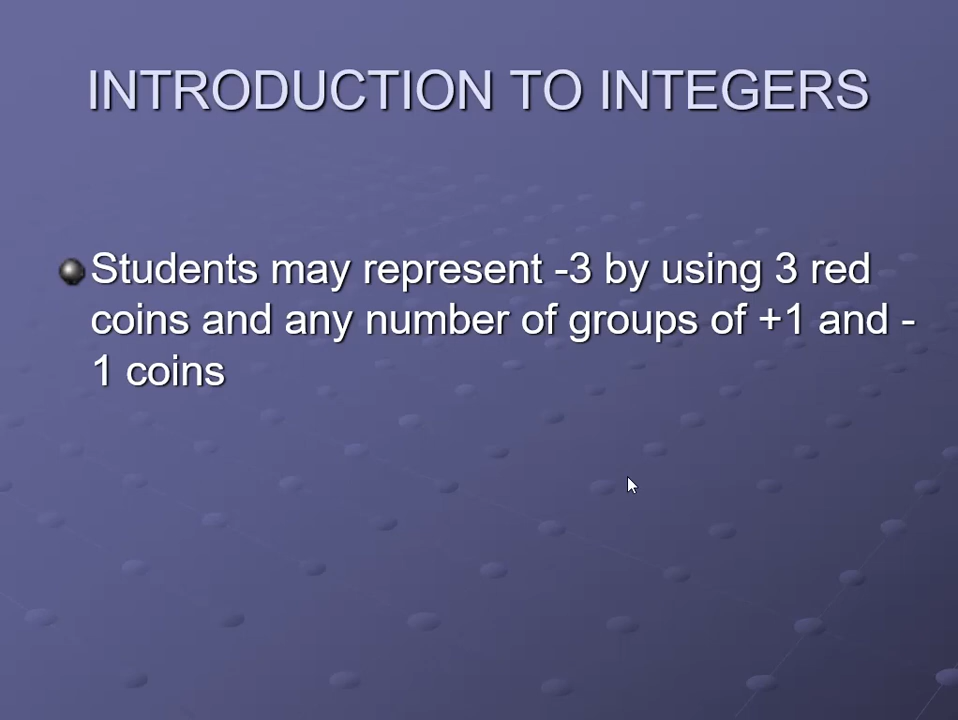 INTRODUCTION TO INTEGERS
Students may represent -3 by using 3 red
coins and any number of groups of +1 and -
1 coins